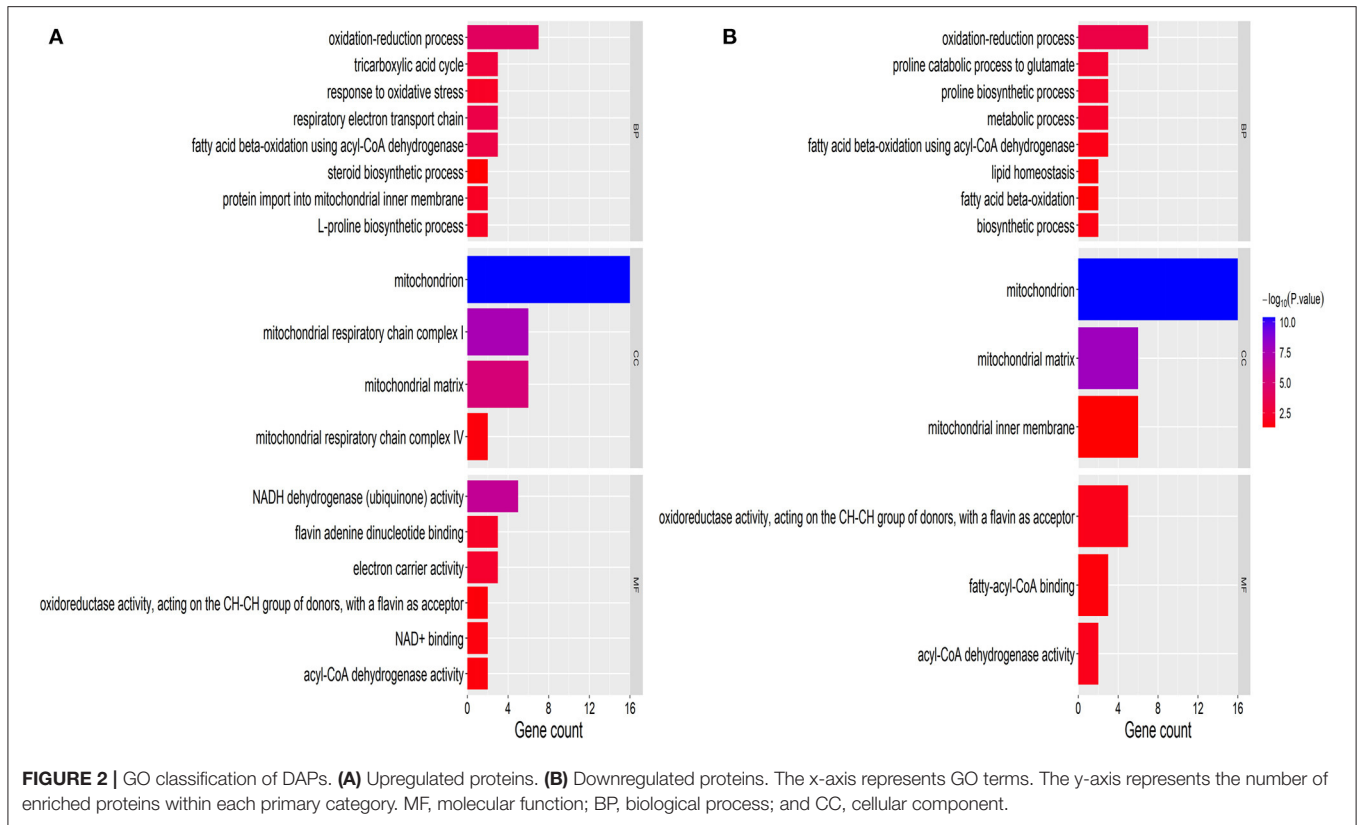 A
oxidation-reduction process
tricarboxylic acid cycle
response to oxidative stress
respiratory electron transport chain
fatty acid beta-oxidation using acyl-CoA dehydrogenase
steroid biosynthetic process
protein import into mitochondrial inner membrane
L-proline biosynthetic process
BP
mitochondrion
mitochondrial respiratory chain complex I
mitochondrial matrix
mitochondrial respiratory chain complex IV
CC
NADH dehydrogenase (ubiquinone) activity
flavin adenine dinucleotide binding
electron carrier activity
oxidoreductase activity, acting on the CH-CH group of donors, with a flavin as acceptor
NAD+ binding
acyl-CoA dehydrogenase activity
MF
0 4 8 12 16
Gene count
B
oxidation-reduction process
proline catabolic process to glutamate
proline biosynthetic process
metabolic process
fatty acid beta-oxidation using acyl-CoA dehydrogenase
lipid homeostasis
fatty acid beta-oxidation
biosynthetic process
BP
mitochondrion
mitochondrial matrix
mitochondrial inner membrane
CC
oxidoreductase activity, acting on the CH-CH group of donors, with a flavin as acceptor
fatty-acyl-CoA binding
acyl-CoA dehydrogenase activity
MF
0 4 8 12 16
Gene count
−log10(P.value)
10.0
7.5
5.0
2.5
FIGURE 2 | GO classification of DAPs. (A) Upregulated proteins. (B) Downregulated proteins. The x-axis represents GO terms. The y-axis represents the number of
enriched proteins within each primary category. MF, molecular function; BP, biological process; and CC, cellular component.